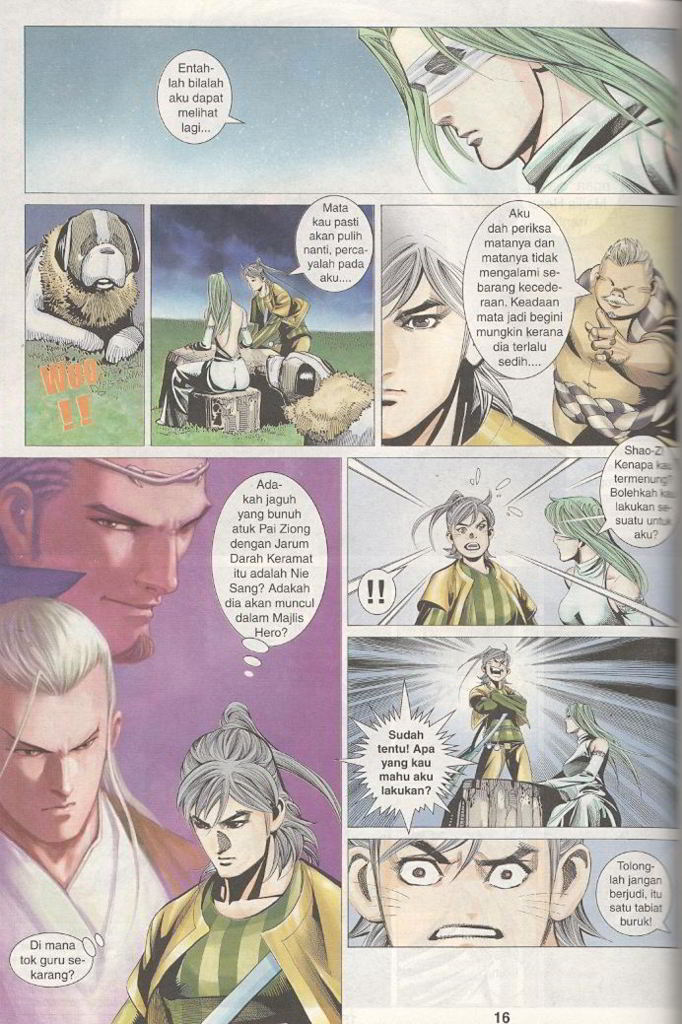 Entah-
lah bilalah
aku dapat
melihat
lagi...
WUU
!!
Mata
kau pasti
akan pulih
nanti, perca-
yalah pada
aku....
Aku
dah periksa
matanya dan
matanya tidak
mengalami se-
barang kecede-
raan. Keadaan
mata jadi begini
mungkin kerana
dia terlalu
sedih....
Ada-
kah jaguh
yang bunuh
atuk Pai Ziong
dengan Jarum
Darah Keramat
itu adalah Nie
Sang? Adakah
dia akan muncul
dalam Majlis
Hero?
Di mana
tok guru se-
karang?
Shao-Zi
Kenapa kau
termenung?
Bolehkah kau
lakukan se-
suatu untuk
aku?
!!
Sudah
tentu! Apa
yang kau
mahu aku
lakukan?
Tolong-
lah jangan
berjudi, itu
satu tabiat
buruk!
16